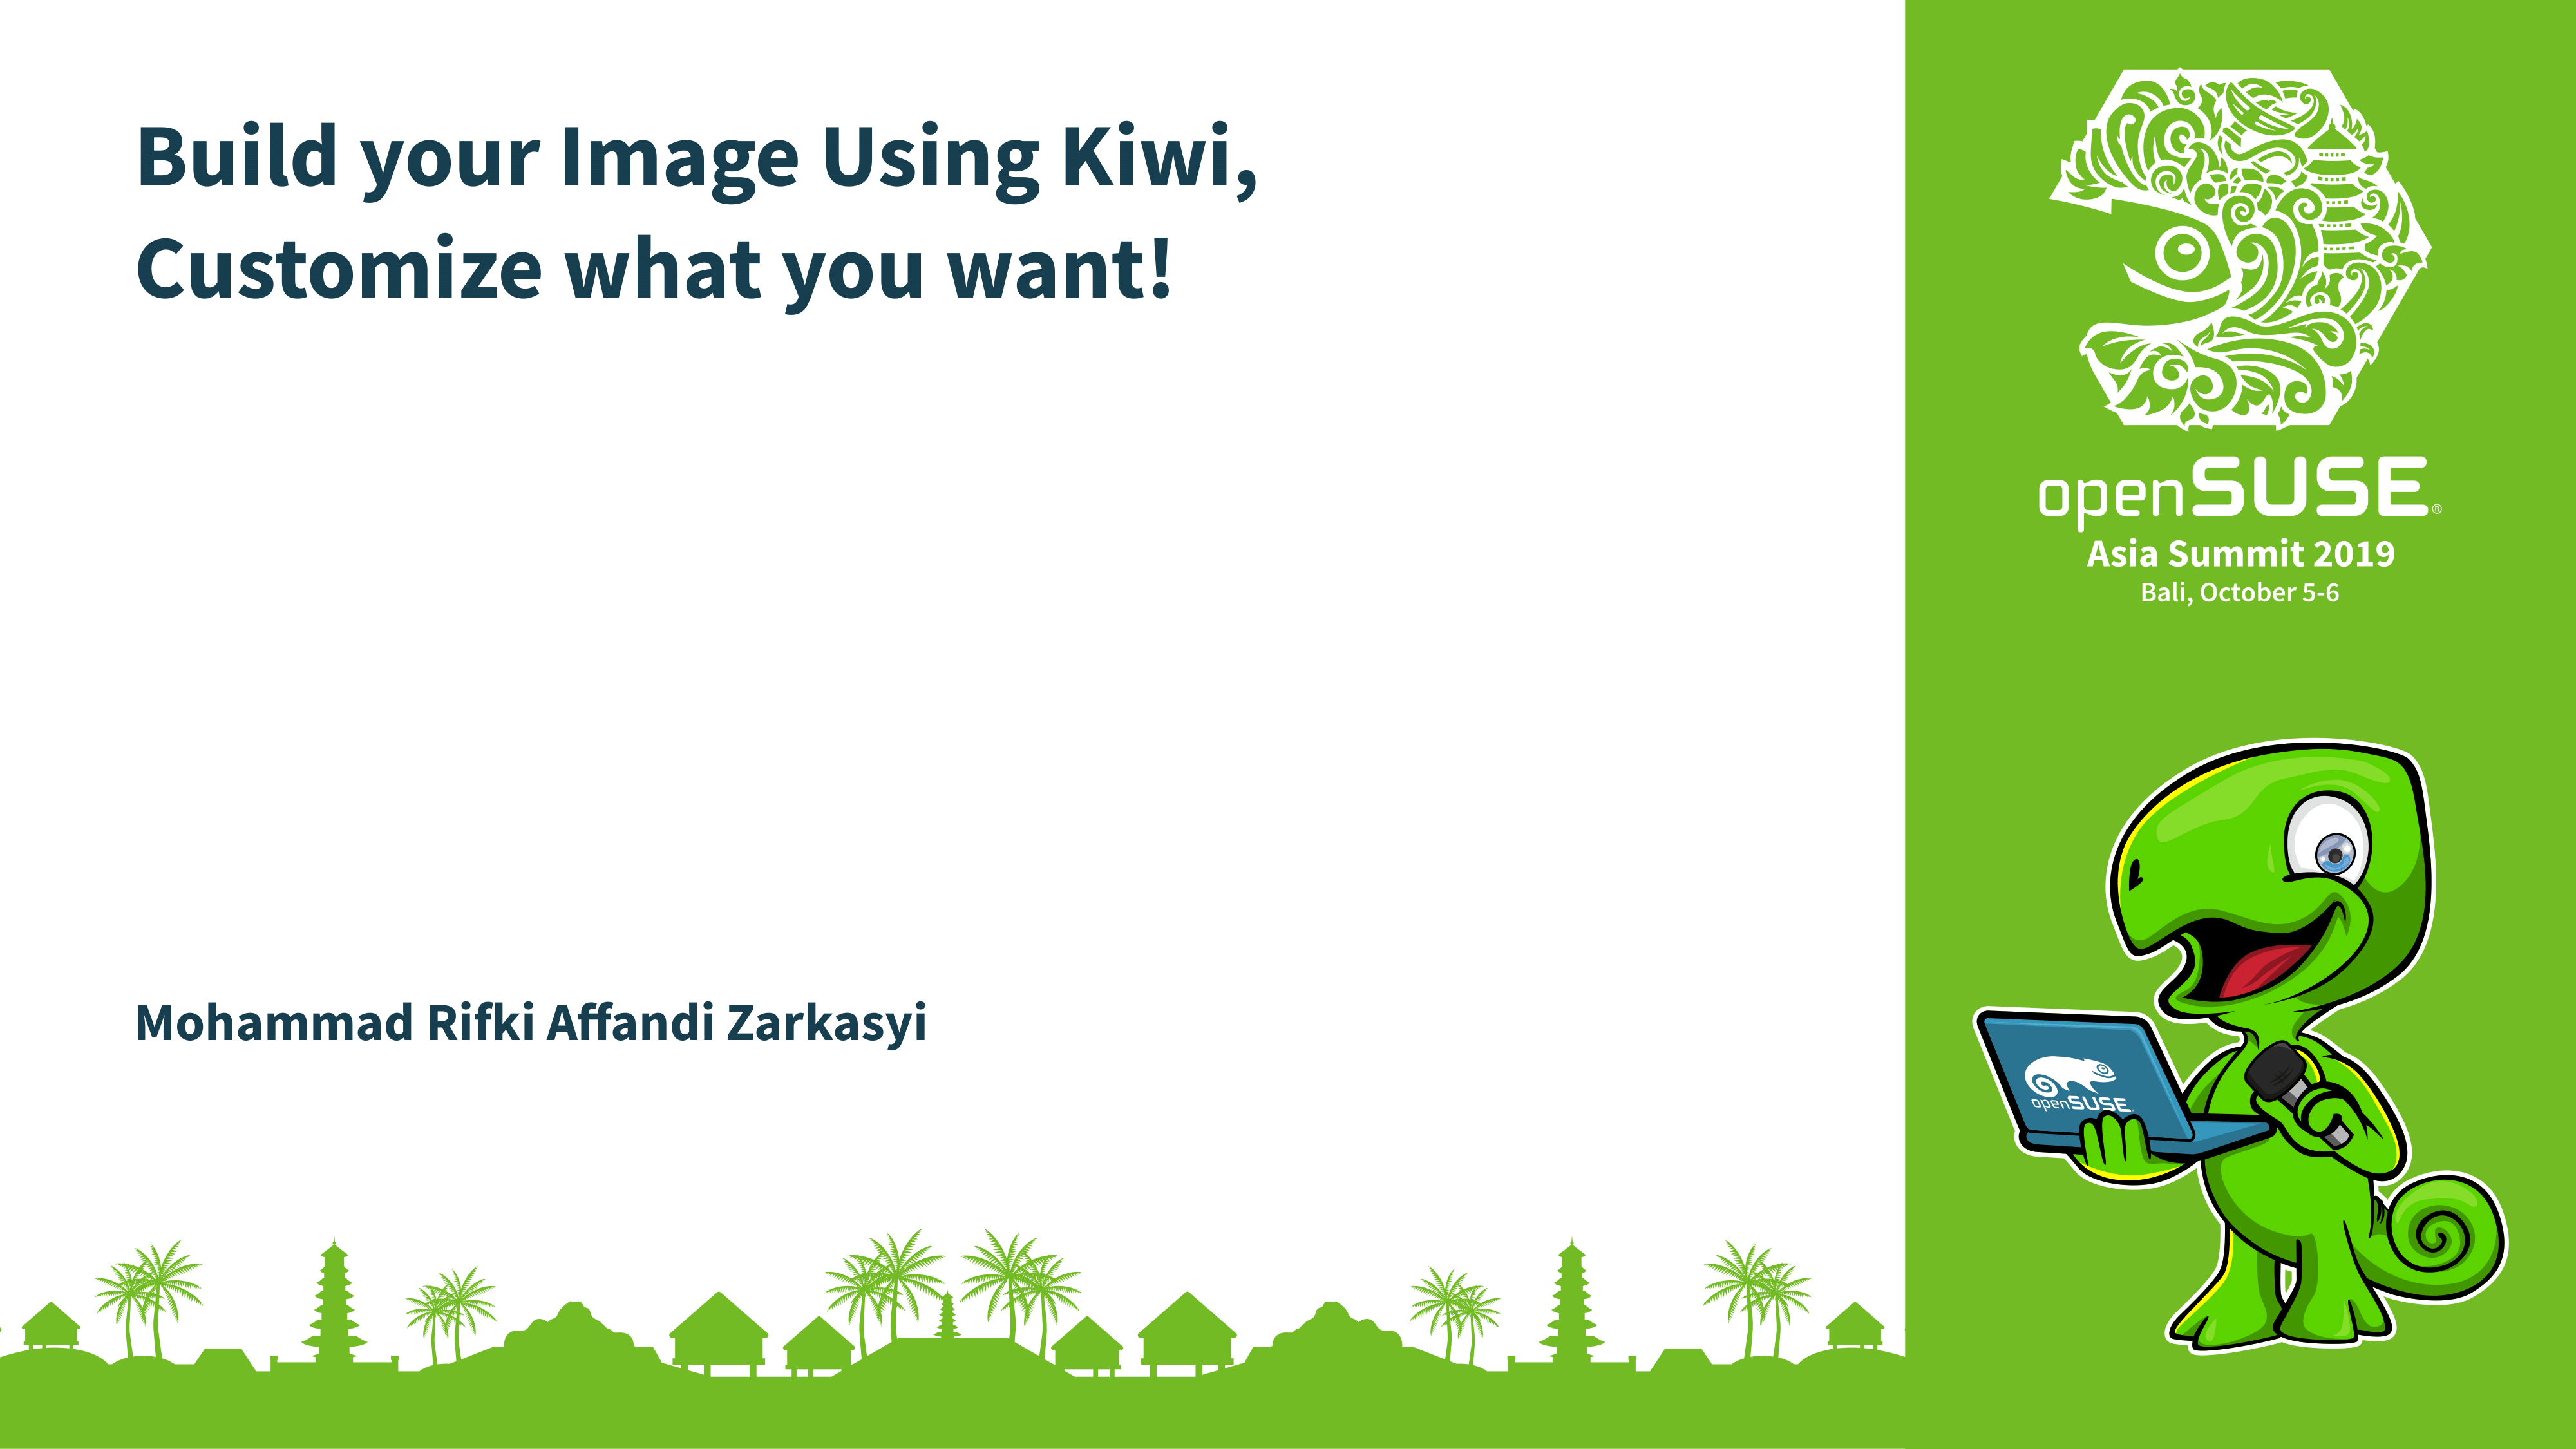 Build your Image Using Kiwi,
Customize what you want!
Mohammad Rifki Affandi Zarkasyi
openSUSE®
Asia Summit 2019
Bali, October 5-6
openSUSE